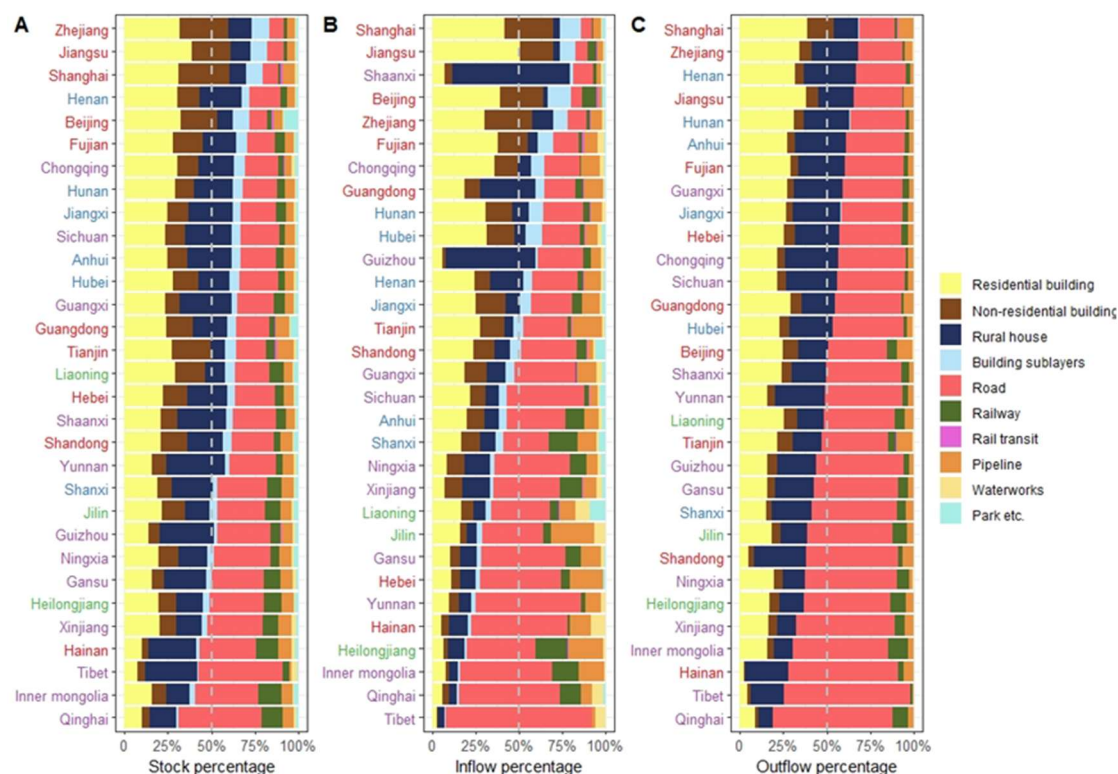 A
Zhejiang
Jiangsu
Shanghai
Henan
Beijing
Fujian
Chongqing
Hunan
Jiangxi
Sichuan
Anhui
Hubei
Guangxi
Guangdong
Tianjin
Liaoning
Hebei
Shaanxi
Shandong
Yunnan
Shanxi
Jilin
Guizhou
Ningxia
Gansu
Heilongjiang
Xinjiang
Hainan
Tibet
Inner mongolia
Qinghai
0 25% 50% 75% 100%
Stock percentage
B
Shanghai
Jiangsu
Shaanxi
Beijing
Zhejiang
Fujian
Chongqing
Guangdong
Hunan
Hubei
Guizhou
Henan
Jiangxi
Tianjin
Shandong
Guangxi
Sichuan
Anhui
Shanxi
Ningxia
Xinjiang
Liaoning
Jilin
Gansu
Hebei
Yunnan
Hainan
Heilongjiang
Inner mongolia
Qinghai
Tibet
0 25% 50% 75% 100%
Inflow percentage
C
Shanghai
Zhejiang
Henan
Jiangsu
Hunan
Anhui
Fujian
Guangxi
Jiangxi
Hebei
Chongqing
Sichuan
Guangdong
Hubei
Beijing
Shaanxi
Yunnan
Liaoning
Tianjin
Guizhou
Gansu
Shanxi
Jilin
Shandong
Ningxia
Heilongjiang
Xinjiang
Inner mongolia
Hainan
Tibet
Qinghai
0 25% 50% 75% 100%
Outflow percentage
Residential building
Non-residential building
Rural house
Building sublayers
Road
Railway
Rail transit
Pipeline
Waterworks
Park etc.